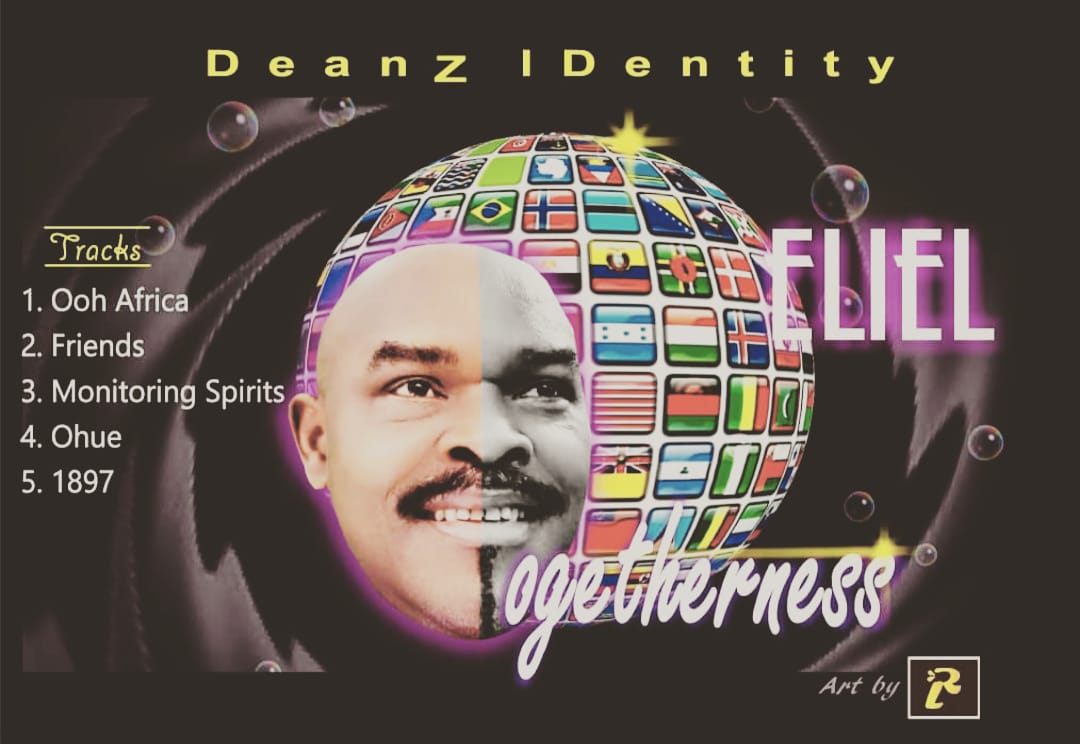 DeanZ IDentity
ELIEL
Tracks
1. Ooh Africa
2. Friends
3. Monitoring Spirits
4. Ohue
5. 1897
ogetherness
Art by